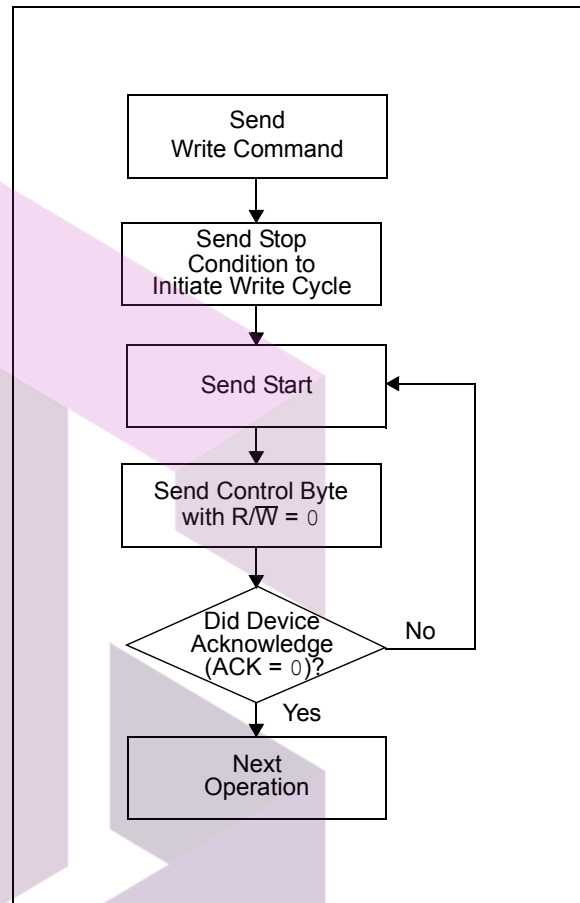 Send
Write Command
Send Stop
Condition to
Initiate Write Cycle
Send Start
Send Control Byte
with R/W̅ = 0
Did Device
Acknowledge
(ACK = 0)?
No
Yes
Next
Operation